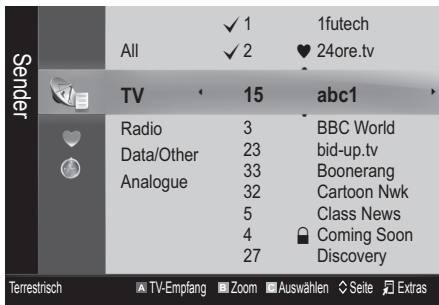 Sender
✓ 1 1futech
All ✓ 2 ♥ 24ore.tv
TV 15 abc1
Radio 3 BBC World
Data/Other 23 bid-up.tv
Analogue 33 Boonerang
32 Cartoon Nwk
5 Class News
4 Coming Soon
27 Discovery
Terrestrisch A TV-Empfang B Zoom C Auswählen Seite Extras